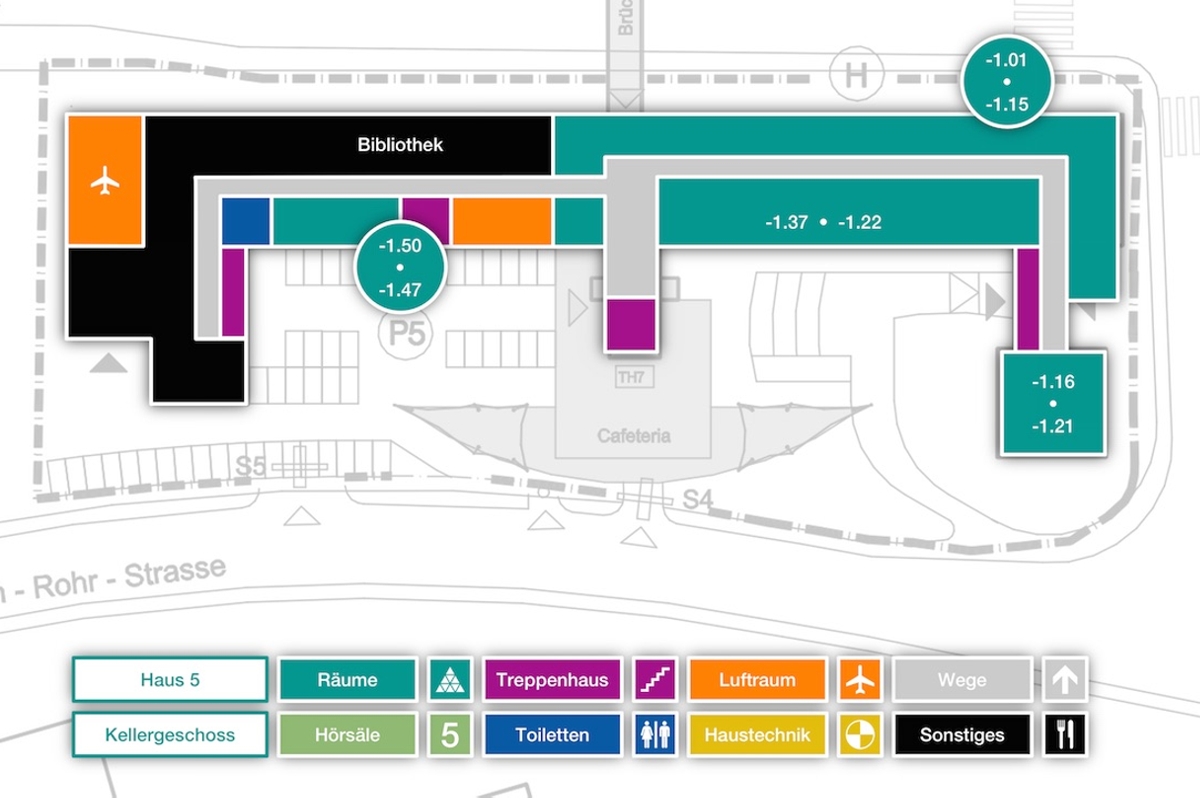 Brüc
H
-1.01
-1.15
Bibliothek
-1.37 • -1.22
-1.50
-1.47
P5
TH7
-1.16
-1.21
Cafeteria
S5
S4
n - Rohr - Strasse
Haus 5
Räume
Treppenhaus
Luftraum
Wege
Kellergeschoss
Hörsäle
5
Toiletten
Haustechnik
Sonstiges